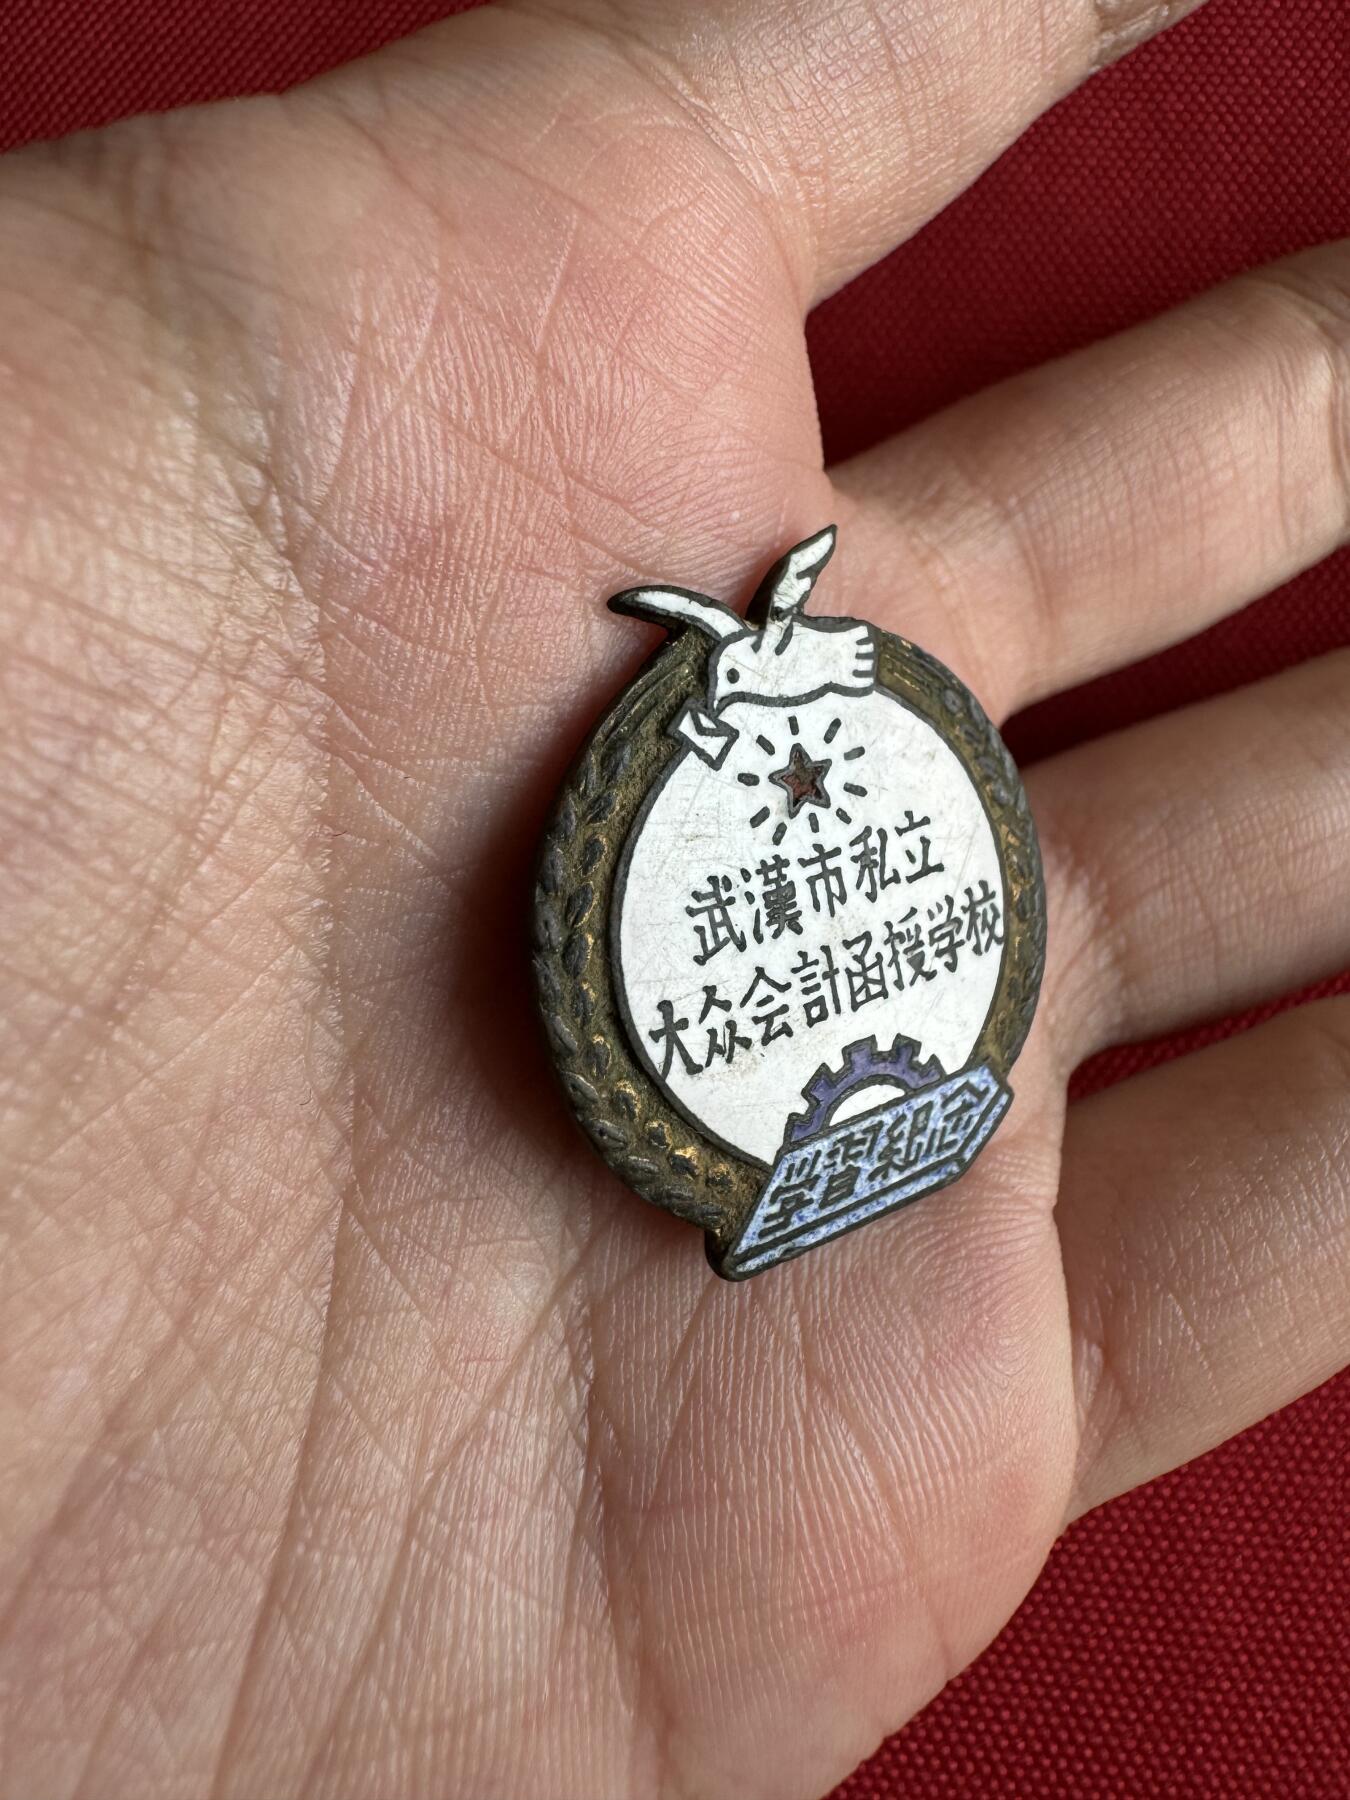 武漢市私立
大众会計函授学校
学習紀念